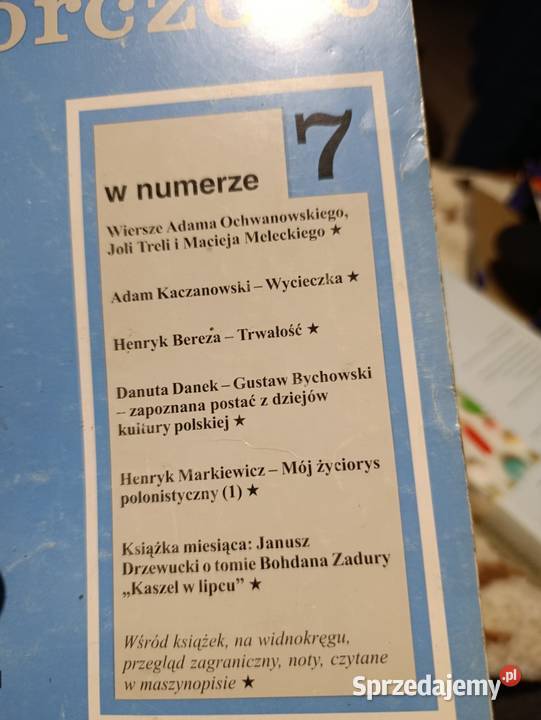 7
w numerze
Wiersze Adama Ochwanowskiego,
Joli Treli i Macieja Meleckiego ★
Adam Kaczanowski – Wycieczka ★
Henryk Bereza – Trwałość ★
Danuta Danek – Gustaw Bychowski
– zapoznana postać z dziejów
kultury polskiej ★
Henryk Markiewicz – Mój życiorys
polonistyczny (1) ★
Książka miesiąca: Janusz
Drzewucki o tomie Bohdana Zadury
„Kaszel w lipcu” ★
Wśród książek, na widnokręgu,
przegląd zagraniczny, noty, czytane
w maszynopisie ★
Sprzedajemy.pl